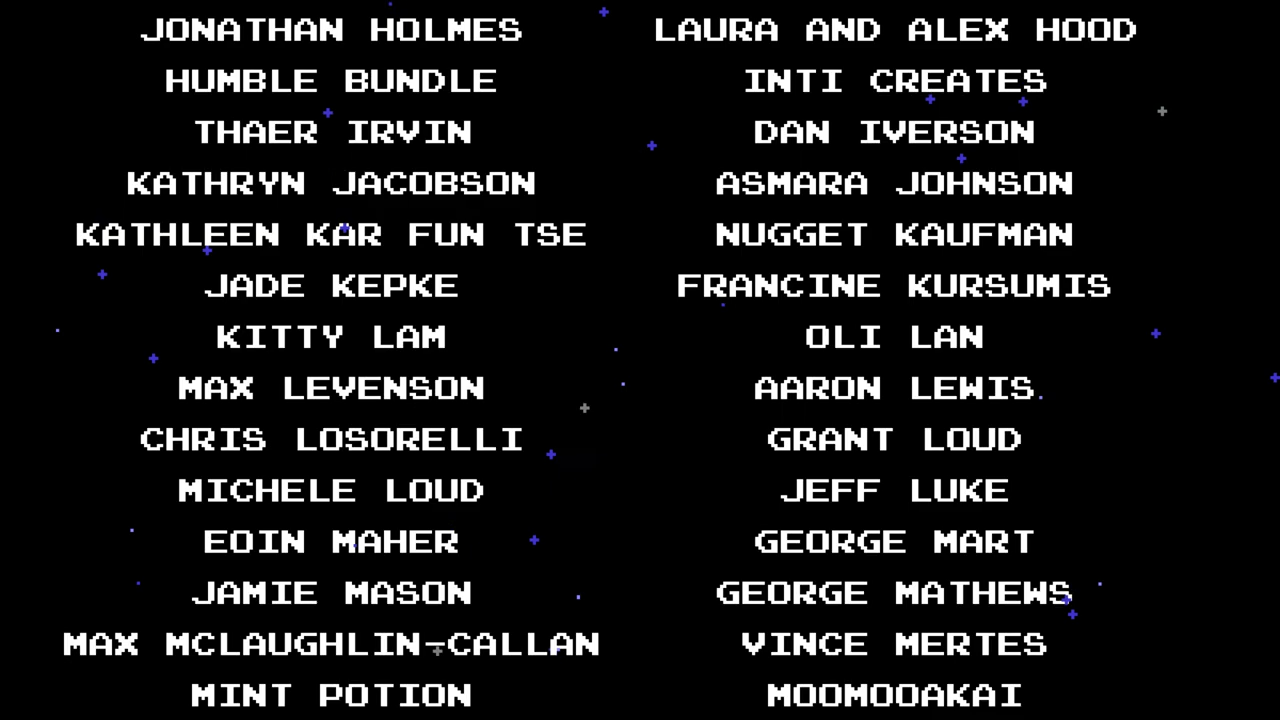 JONATHAN HOLMES
LAURA AND ALEX HOOD
HUMBLE BUNDLE
INTI CREATES
THAER IRVIN
DAN IVERSON
KATHRYN JACOBSON
ASMARA JOHNSON
KATHLEEN KAR FUN TSE
NUGGET KAUFMAN
JADE KEPKE
FRANCINE KURSUMIS
KITTY LAM
OLI LAN
MAX LEVENSON
AARON LEWIS
CHRIS LOSORELLI
GRANT LOUD
MICHELE LOUD
JEFF LUKE
EOIN MAHER
GEORGE MART
JAMIE MASON
GEORGE MATHEWS
MAX MCLAUGHLIN-CALLAN
VINCE MERTES
MINT POTION
MOOMOOAKAI